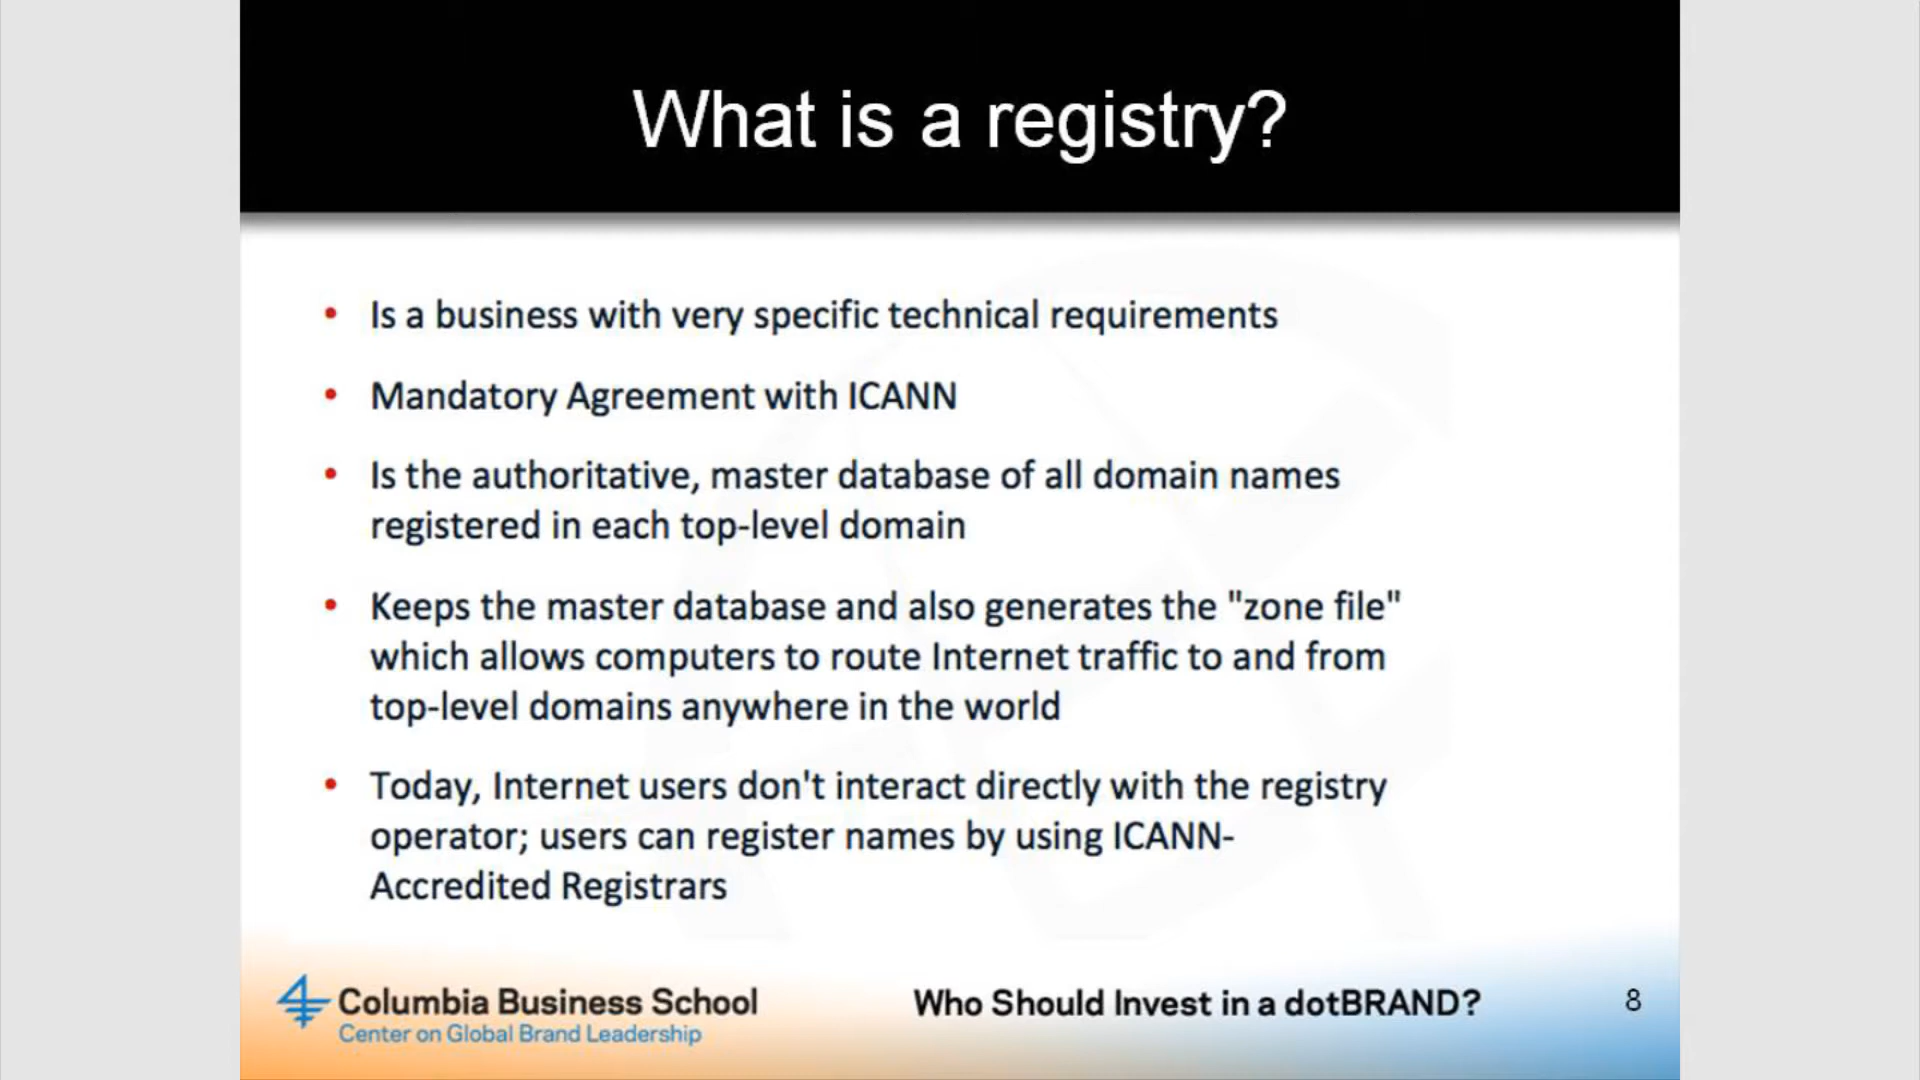 What is a registry?
• Is a business with very specific technical requirements
• Mandatory Agreement with ICANN
• Is the authoritative, master database of all domain names
registered in each top-level domain
• Keeps the master database and also generates the "zone file"
which allows computers to route Internet traffic to and from
top-level domains anywhere in the world
• Today, Internet users don't interact directly with the registry
operator; users can register names by using ICANN-
Accredited Registrars
Columbia Business School
Center on Global Brand Leadership
Who Should Invest in a dotBRAND?
8